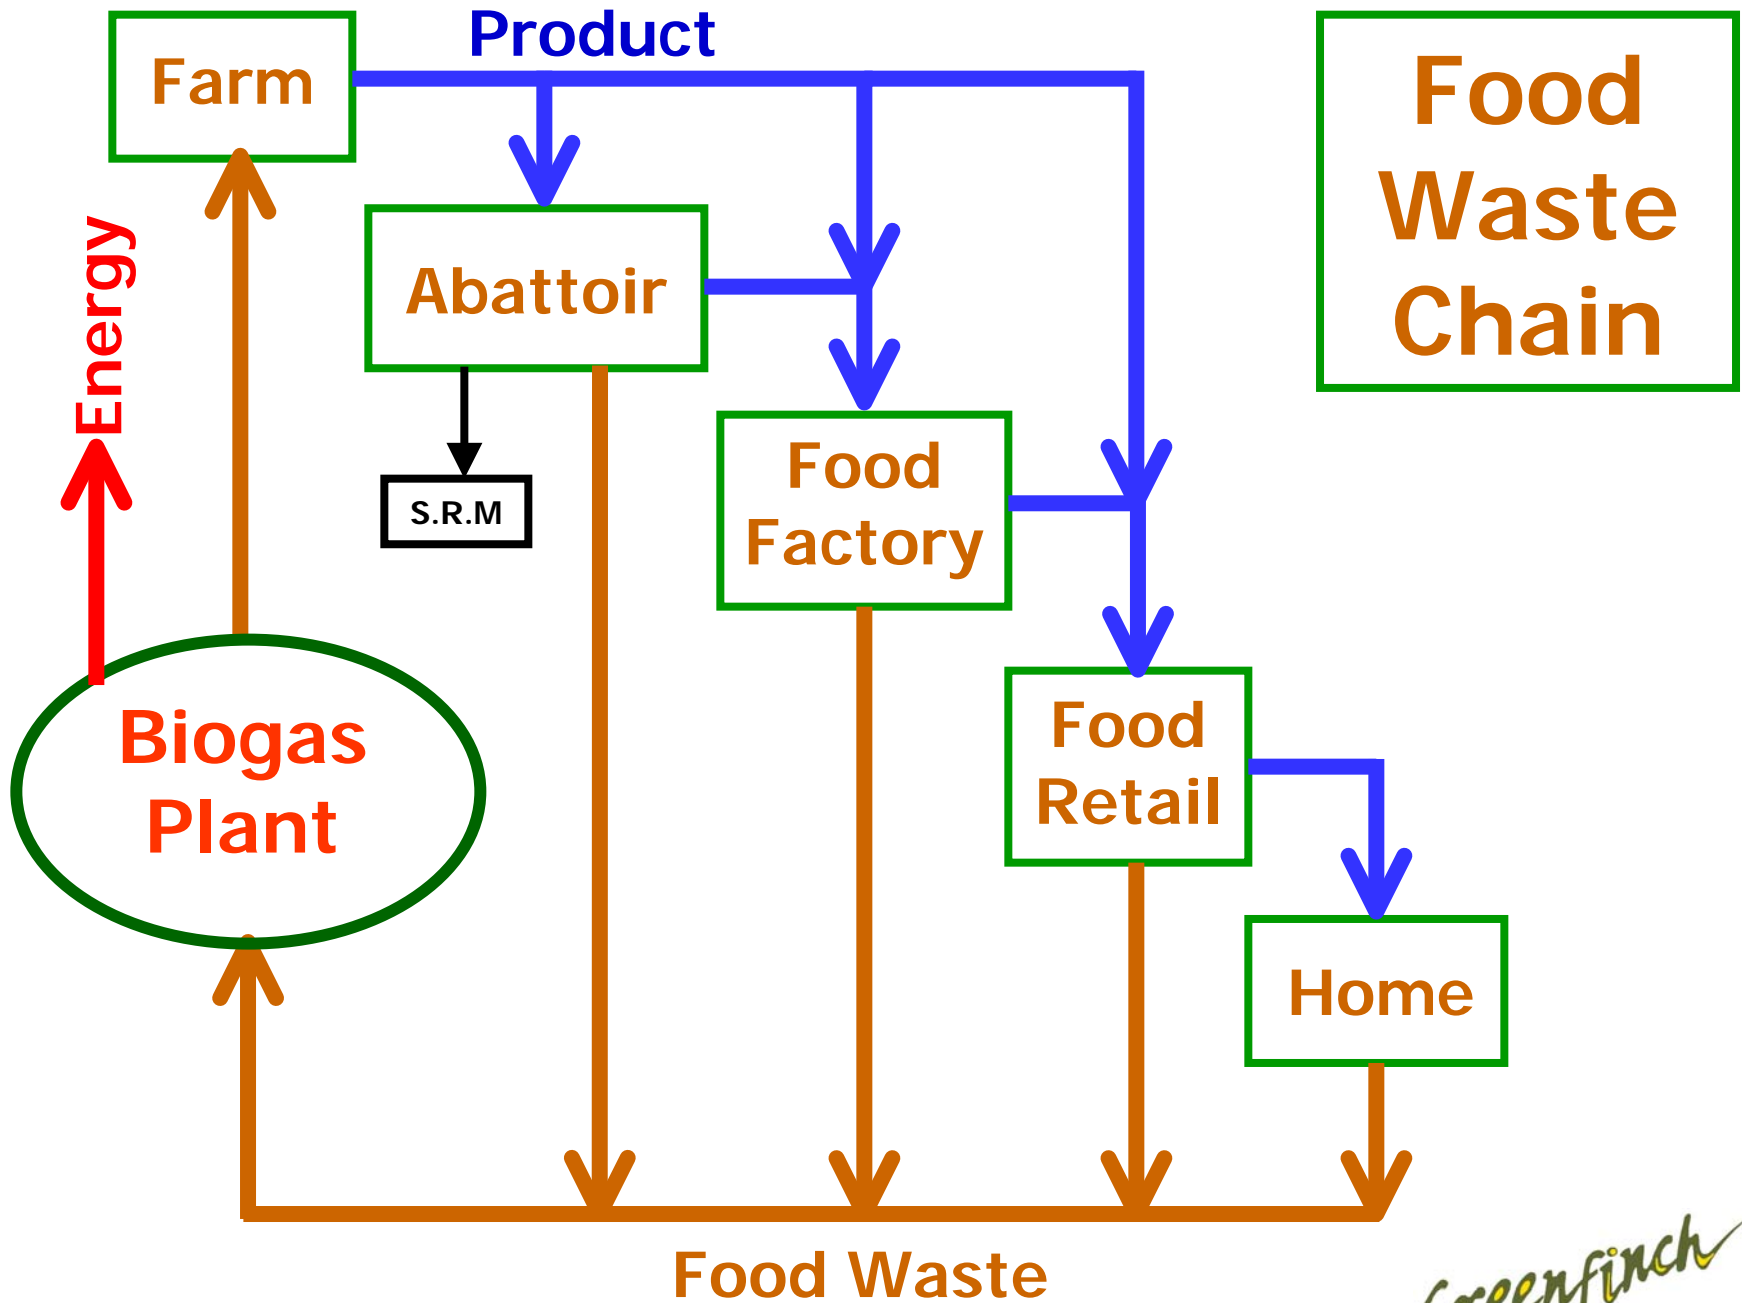 Product
Farm
Food
Waste
Chain
Energy
Abattoir
S.R.M
Food
Factory
Food
Retail
Biogas
Plant
Home
Food Waste
Greenfinch